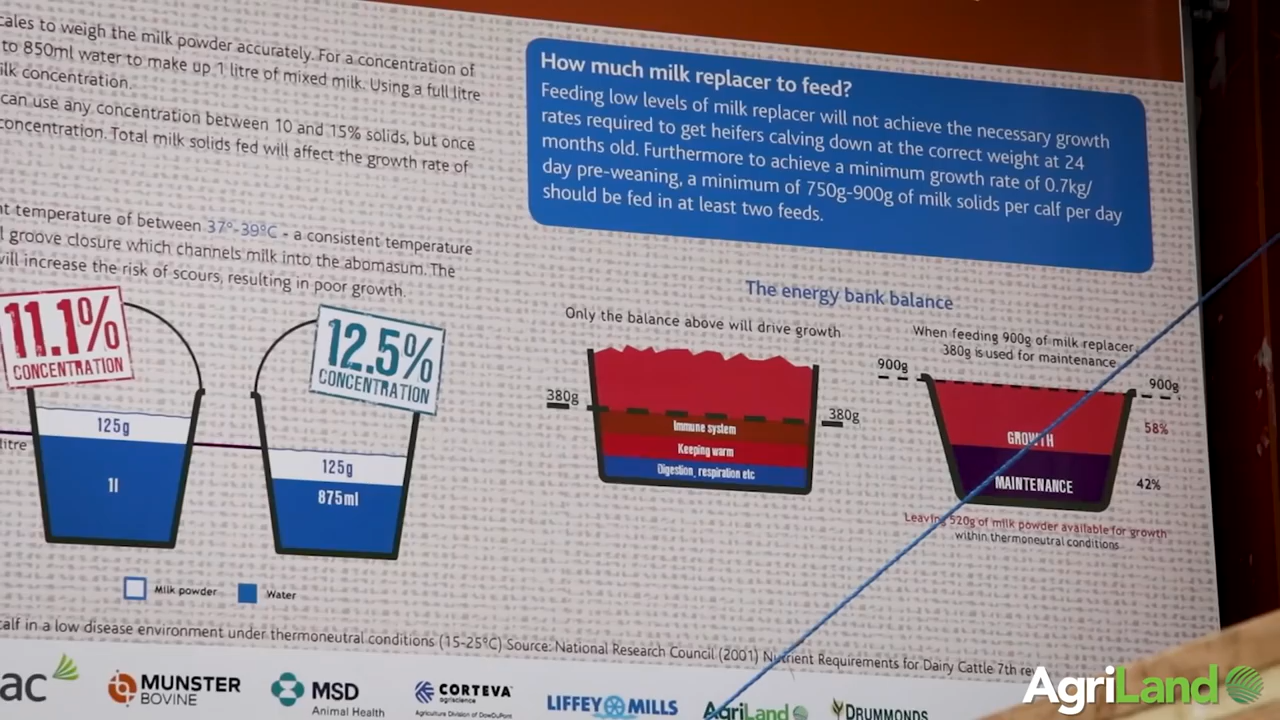 cales to weigh the milk powder accurately. For a concentration of
to 850ml water to make up 1 litre of mixed milk. Using a full litre
ilk concentration.
can use any concentration between 10 and 15% solids, but once
concentration. Total milk solids fed will affect the growth rate of
nt temperature of between 37°-39°C - a consistent temperature
l groove closure which channels milk into the abomasum. The
will increase the risk of scours, resulting in poor growth.
11.1%
CONCENTRATION
125g
1l
litre
12.5%
CONCENTRATION
125g
875ml
Milk powder
Water
How much milk replacer to feed?
Feeding low levels of milk replacer will not achieve the necessary growth
rates required to get heifers calving down at the correct weight at 24
months old. Furthermore to achieve a minimum growth rate of 0.7kg/
day pre-weaning, a minimum of 750g-900g of milk solids per calf per day
should be fed in at least two feeds.
The energy bank balance
Only the balance above will drive growth
380g
380g
Immune system
Keeping warm
Digestion, respiration etc
When feeding 900g of milk replacer,
380g is used for maintenance
900g
900g
GROWTH
58%
MAINTENANCE
42%
Leaving 520g of milk powder available for growth
within thermoneutral conditions
calf in a low disease environment under thermoneutral conditions (15-25°C) Source: National Research Council (2001) Nutrient Requirements for Dairy Cattle 7th rev
ac
MUNSTER
BOVINE
MSD
Animal Health
CORTEVA
agriscience
Agriculture Division of DowDuPont
LIFFEY MILLS
AgriLand
DRUMMONDS
AgriLand